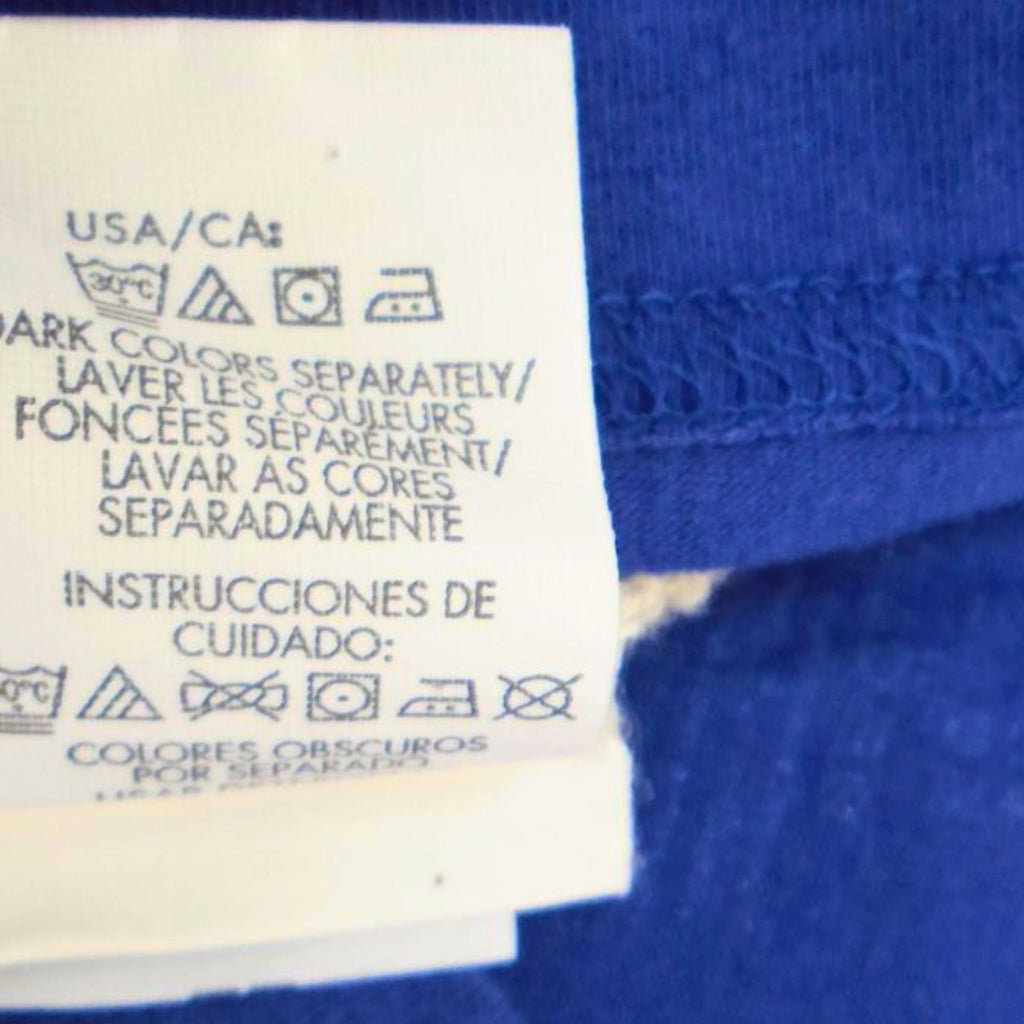 USA/CA:
30°C
DARK COLORS SEPARATELY/
LAVER LES COULEURS
FONCÉES SÉPARÉMENT/
LAVAR AS CORES
SEPARADAMENTE
INSTRUCCIONES DE
CUIDADO:
COLORES OBSCUROS
POR SEPARADO
USAR